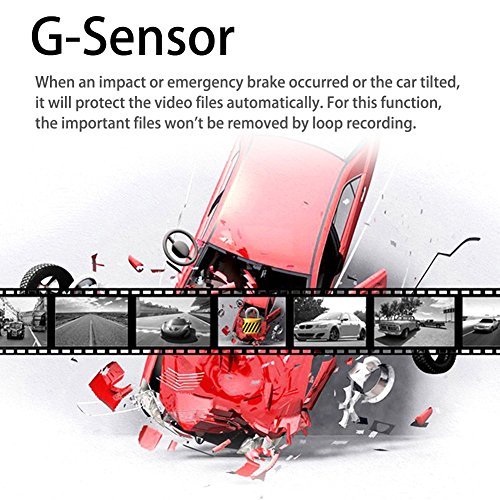 G-Sensor
When an impact or emergency brake occurred or the car tilted,
it will protect the video files automatically. For this function,
the important files won't be removed by loop recording.